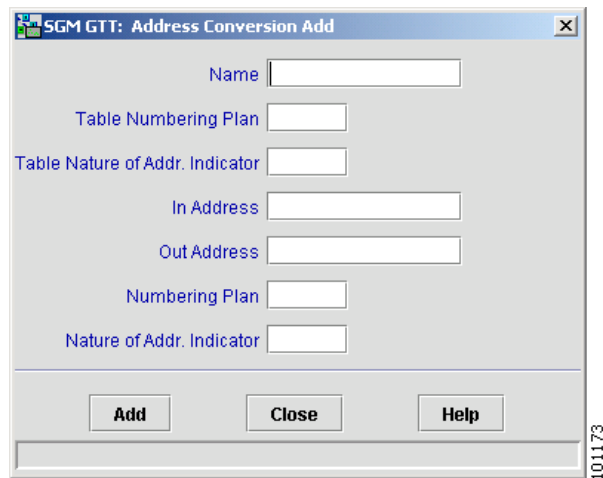 SGM GTT: Address Conversion Add
Name
Table Numbering Plan
Table Nature of Addr. Indicator
In Address
Out Address
Numbering Plan
Nature of Addr. Indicator
Add Close Help
101173